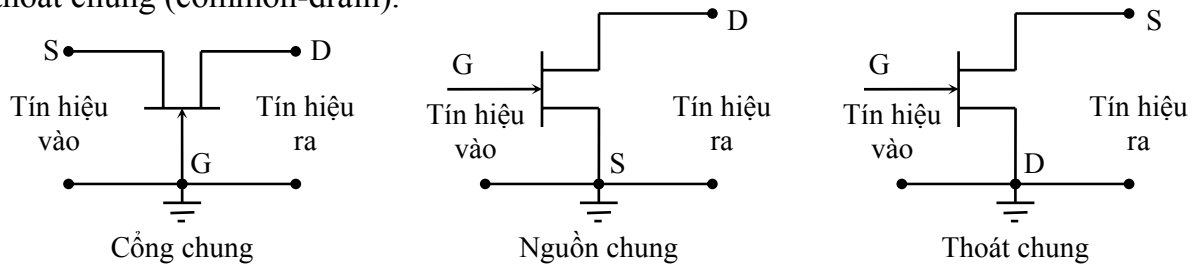 thoát chung (common-drain).
S D
Tín hiệu vào
Tín hiệu ra
G
Cổng chung
D
G
Tín hiệu vào
Tín hiệu ra
S
Nguồn chung
S
G
Tín hiệu vào
Tín hiệu ra
D
Thoát chung